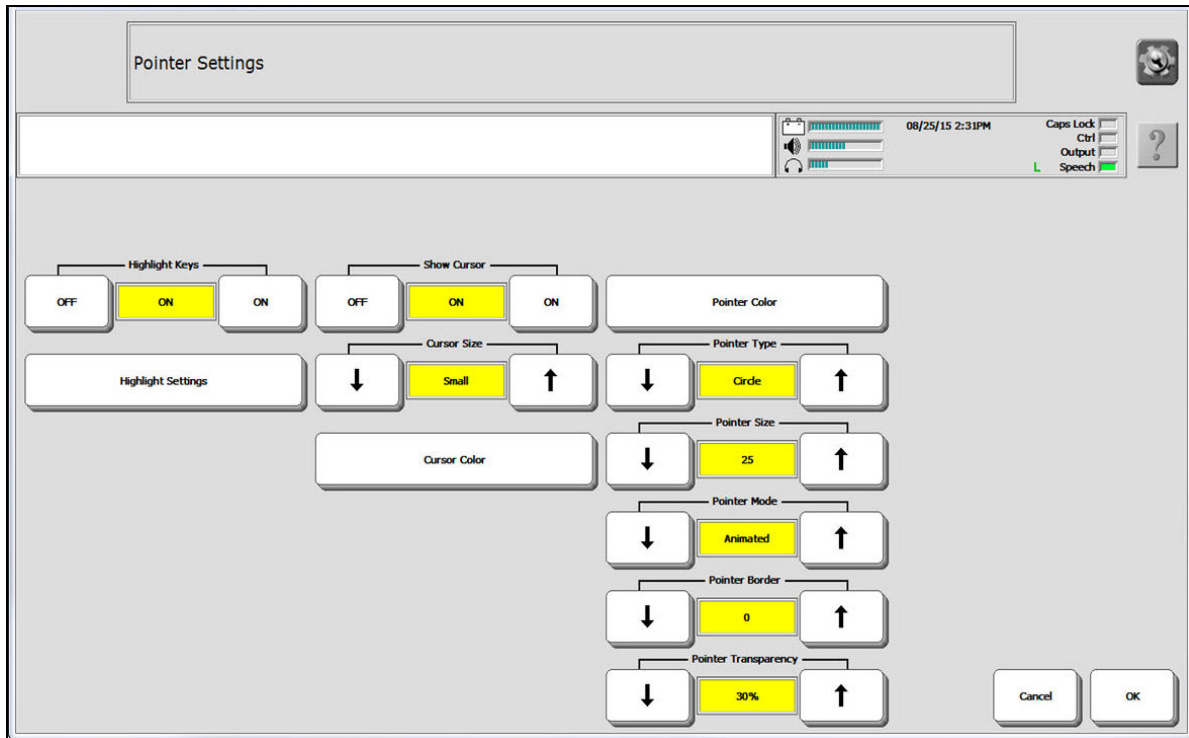 Pointer Settings
08/25/15 2:31PM
Caps Lock
Ctrl
Output
L Speech
?
Highlight Keys
OFF ON ON
Show Cursor
OFF ON ON
Pointer Color
Highlight Settings
Cursor Size
Small
Pointer Type
Circle
Cursor Color
Pointer Size
25
Pointer Mode
Animated
Pointer Border
0
Pointer Transparency
30%
Cancel
OK